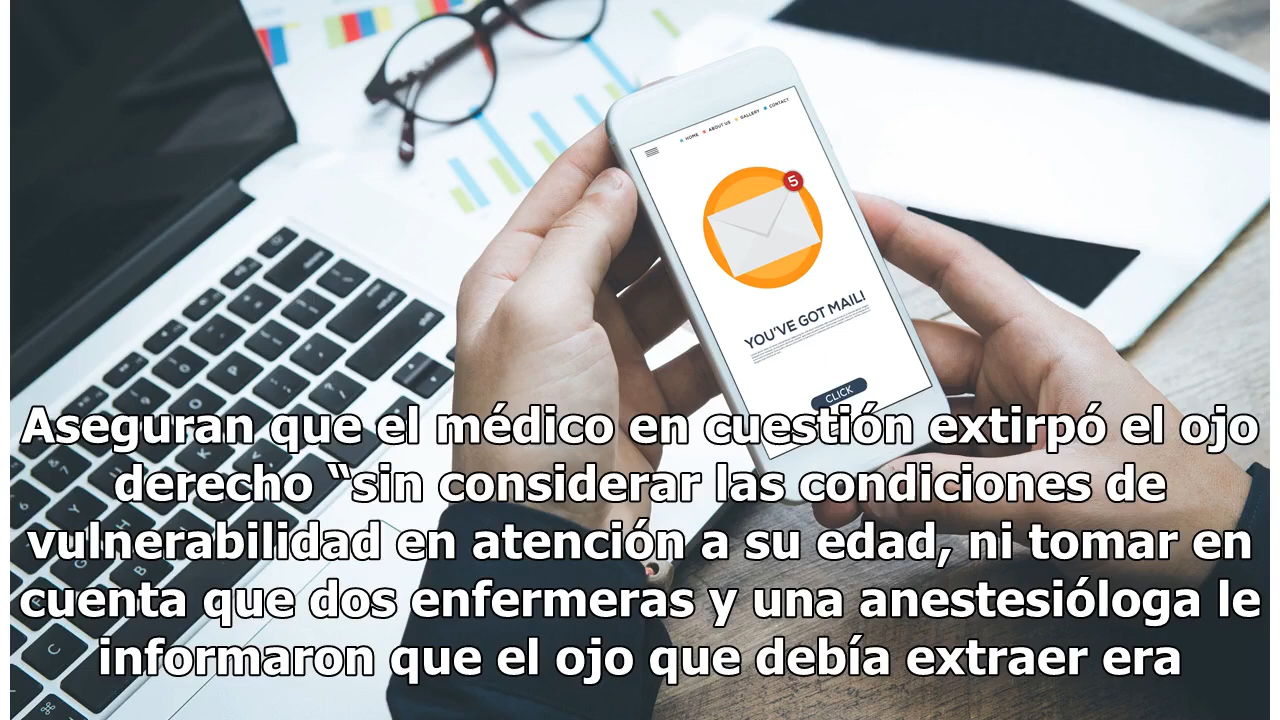 HOME ABOUT US GALLERY CONTACT
5
YOU'VE GOT MAIL!
CLICK
Aseguran que el médico en cuestión extirpó el ojo
derecho “sin considerar las condiciones de
vulnerabilidad en atención a su edad, ni tomar en
cuenta que dos enfermeras y una anestesióloga le
informaron que el ojo que debía extraer era